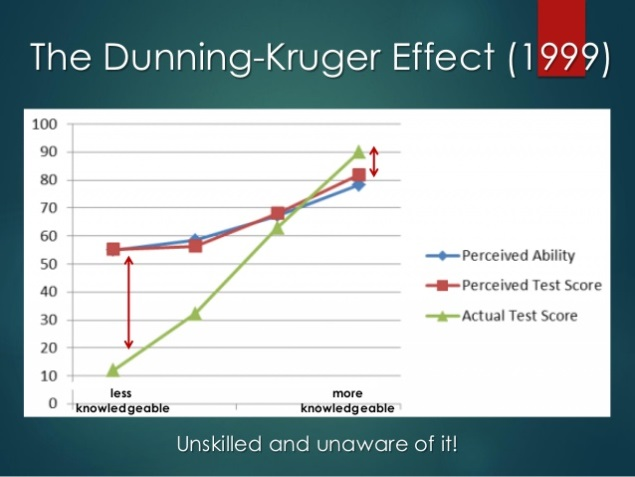 The Dunning-Kruger Effect (1999)
100
90
80
70
60
50
40
30
20
10
0
less
knowledgeable
more
knowledgeable
Perceived Ability
Perceived Test Score
Actual Test Score
Unskilled and unaware of it!